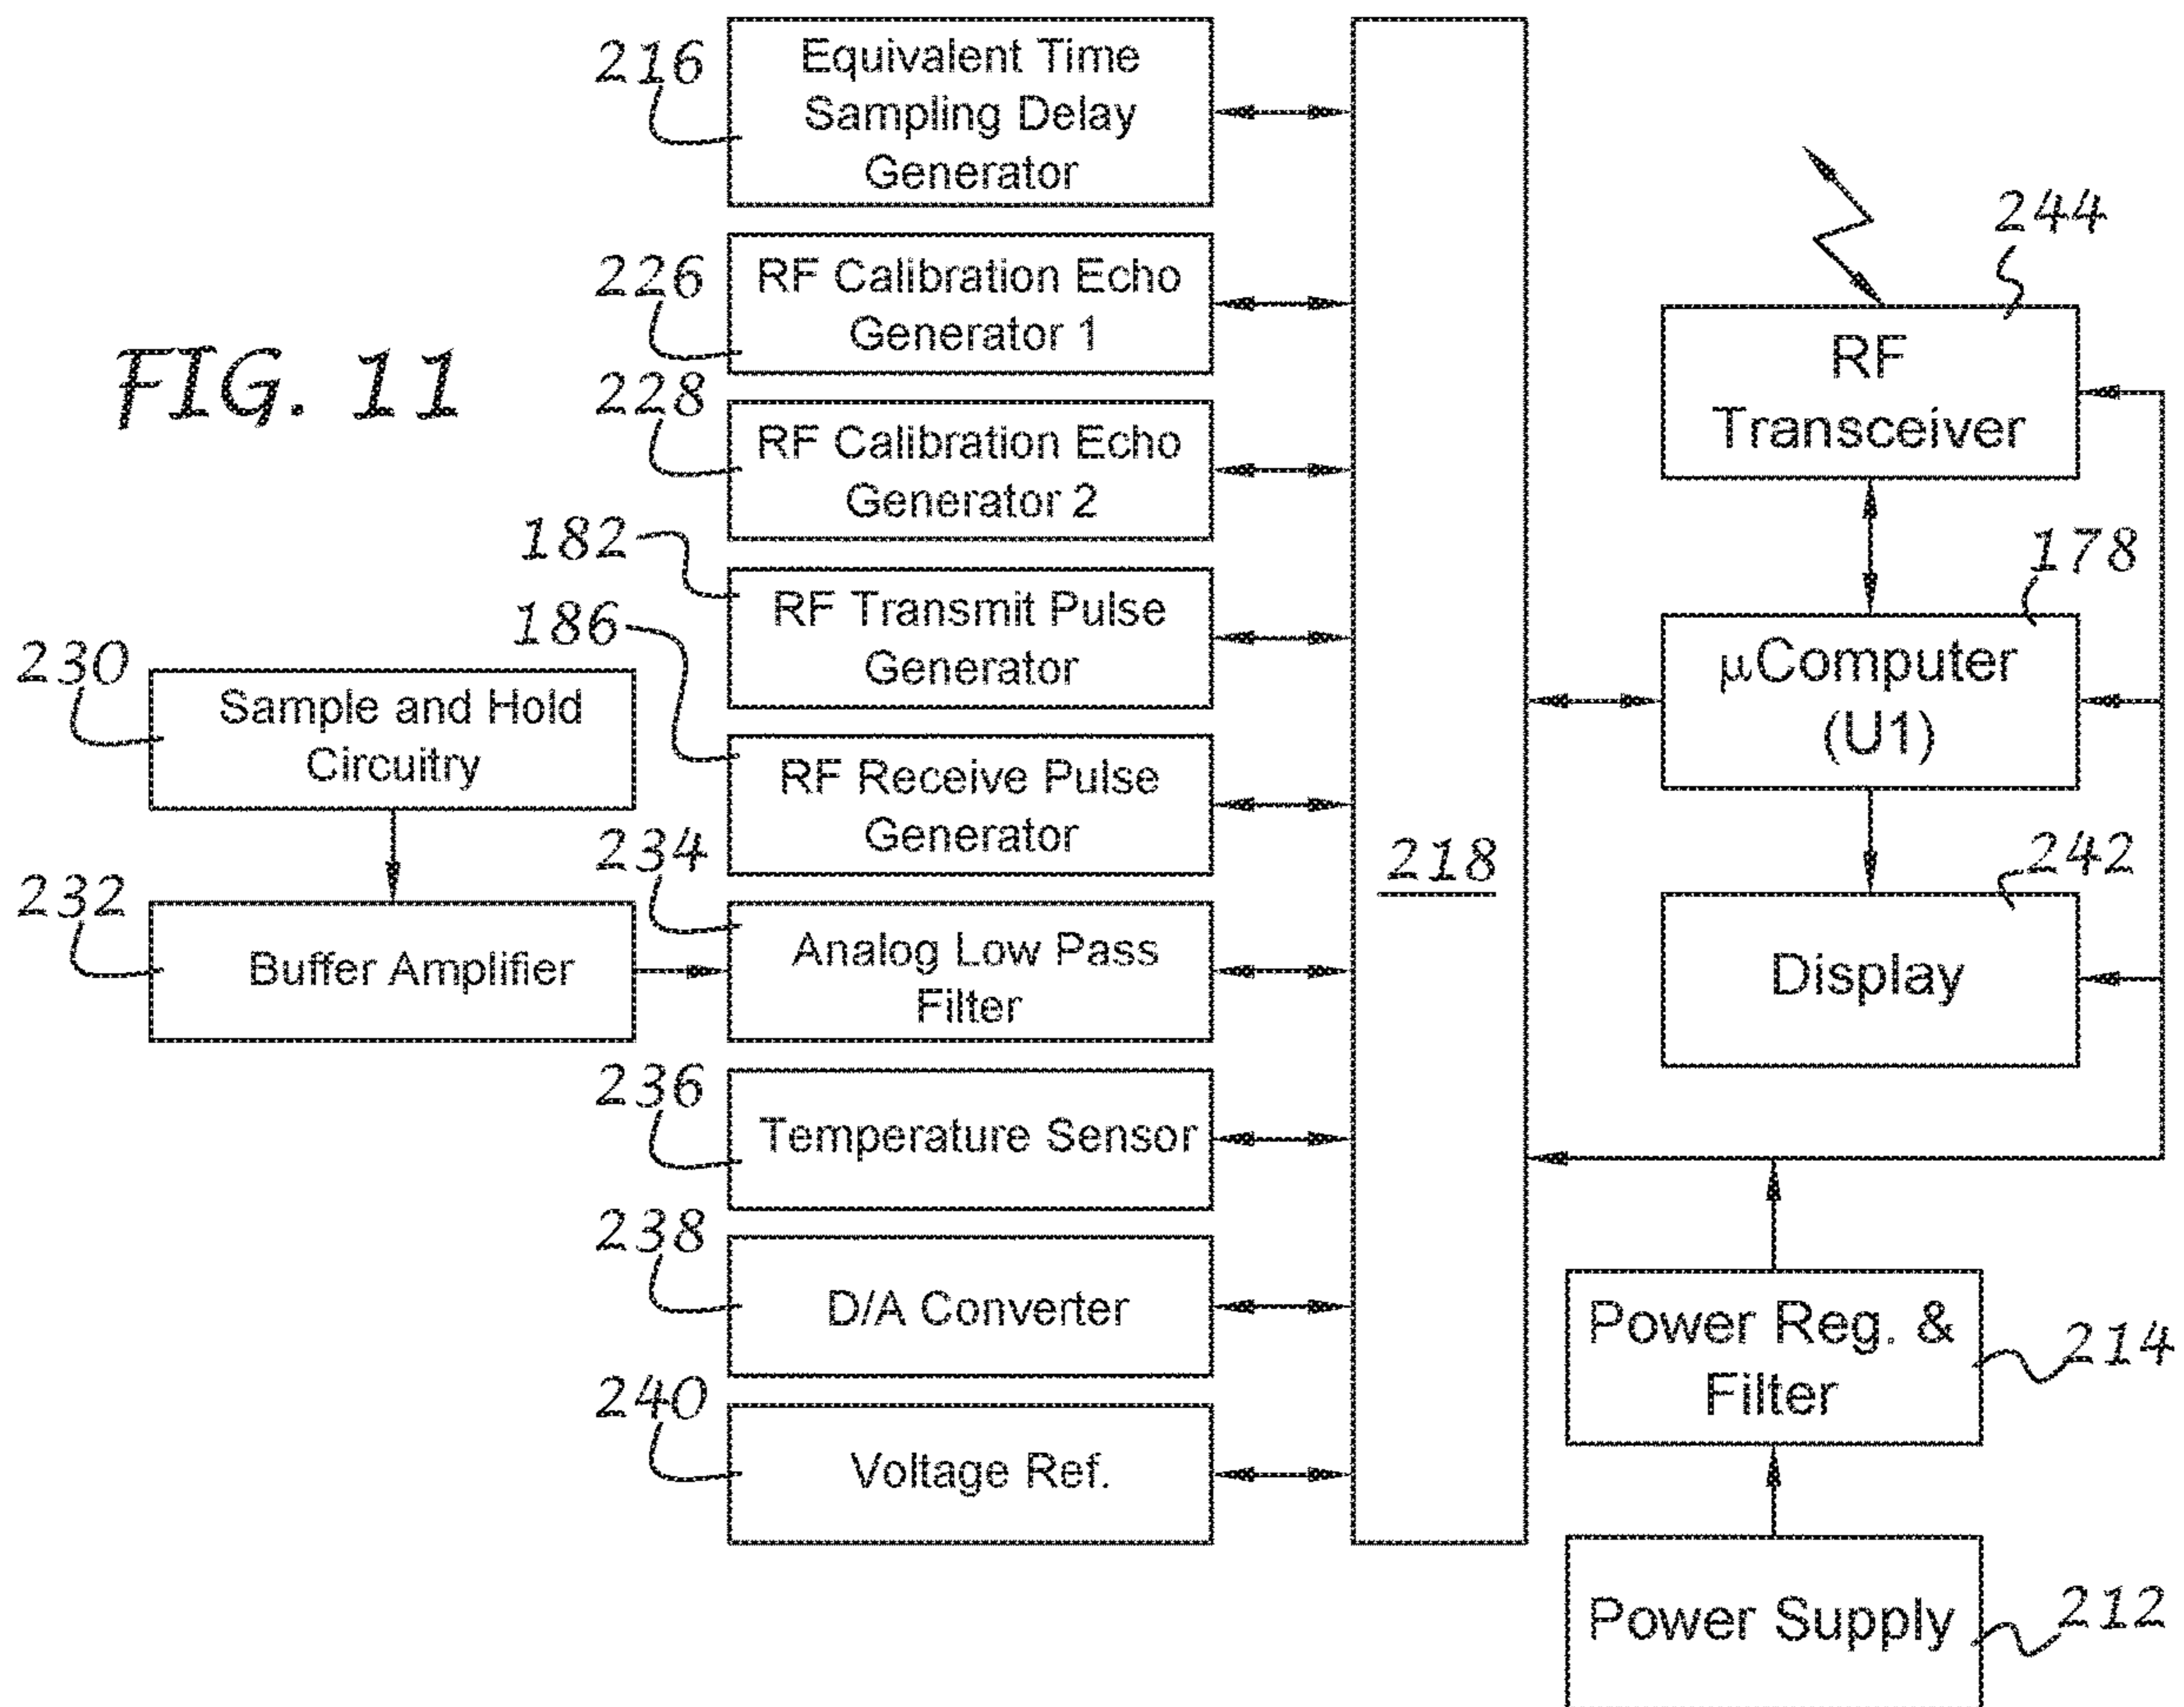 216
Equivalent Time
Sampling Delay
Generator
226
RF Calibration Echo
Generator 1
FIG. 11
228
RF Calibration Echo
Generator 2
182
RF Transmit Pulse
Generator
186
RF Receive Pulse
Generator
230
Sample and Hold
Circuitry
232
Buffer Amplifier
234
Analog Low Pass
Filter
236
Temperature Sensor
238
D/A Converter
240
Voltage Ref.
218
244
RF
Transceiver
178
μComputer
(U1)
242
Display
Power Reg. &
Filter
214
Power Supply
212